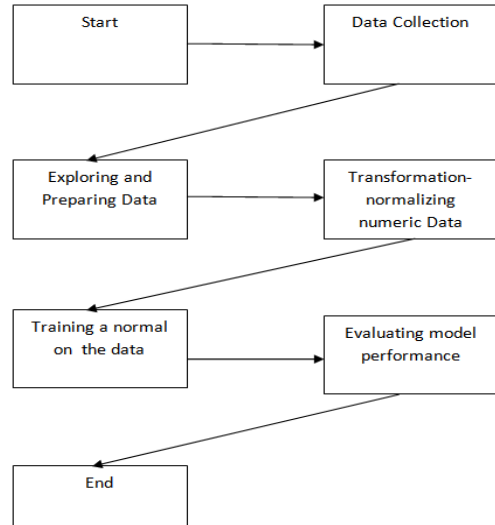 Start
Data Collection
Exploring and
Preparing Data
Transformation-
normalizing
numeric Data
Training a normal
on the data
Evaluating model
performance
End